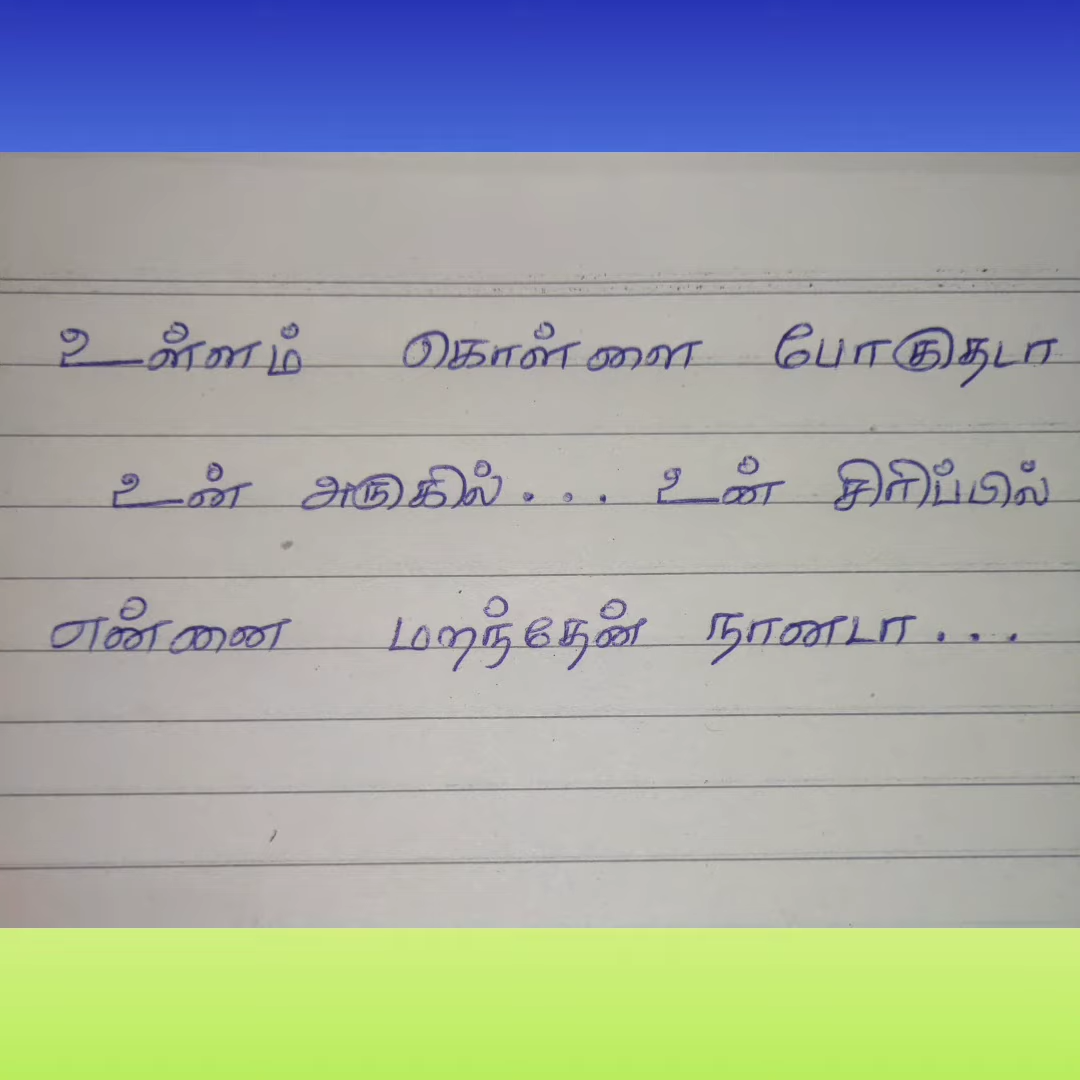 உள்ளம் கொள்ளை போகுதடா
உன் அருகில்... உன் சிரிப்பில்
என்னை மறந்தேன் நானடா...